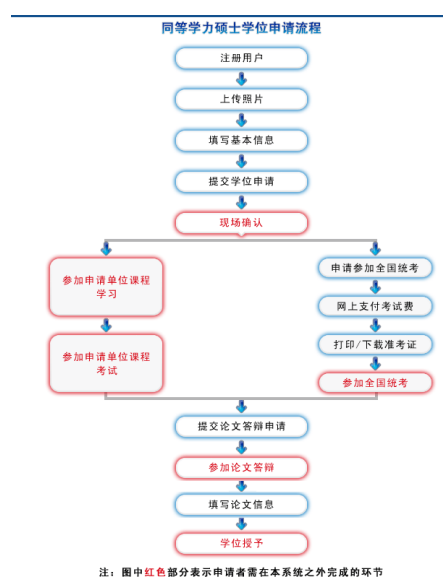 同等学力硕士学位申请流程
注册用户
上传照片
填写基本信息
提交学位申请
现场确认
参加申请单位课程
学习
参加申请单位课程
考试
申请参加全国统考
网上支付考试费
打印/下载准考证
参加全国统考
提交论文答辩申请
参加论文答辩
填写论文信息
学位授予
注：图中红色部分表示申请者需在本系统之外完成的环节